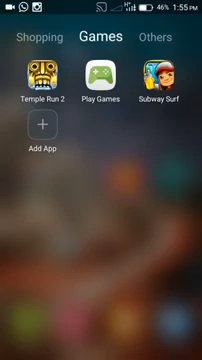 46% 1:55 PM
Shopping Games Others
Temple Run 2 Play Games Subway Surf
Add App